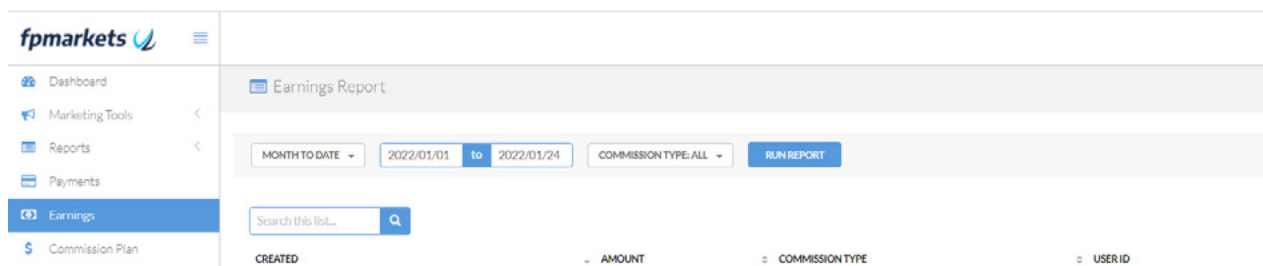 fpmarkets
Dashboard
Marketing Tools
Reports
Payments
Earnings
Commission Plan
Earnings Report
MONTH TO DATE 2022/01/01 to 2022/01/24 COMMISSION TYPE: ALL RUN REPORT
Search this list...
CREATED AMOUNT COMMISSION TYPE USER ID